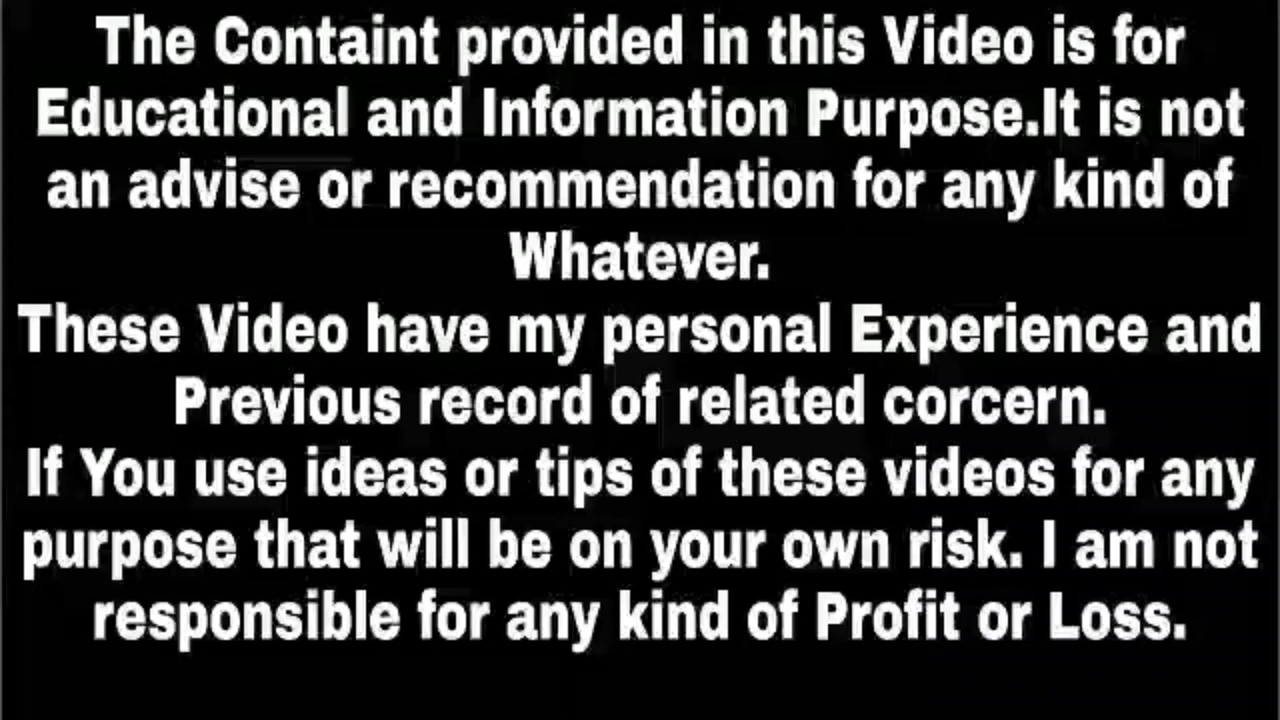 The Containt provided in this Video is for
Educational and Information Purpose.It is not
an advise or recommendation for any kind of
Whatever.
These Video have my personal Experience and
Previous record of related corcern.
If You use ideas or tips of these videos for any
purpose that will be on your own risk. I am not
responsible for any kind of Profit or Loss.